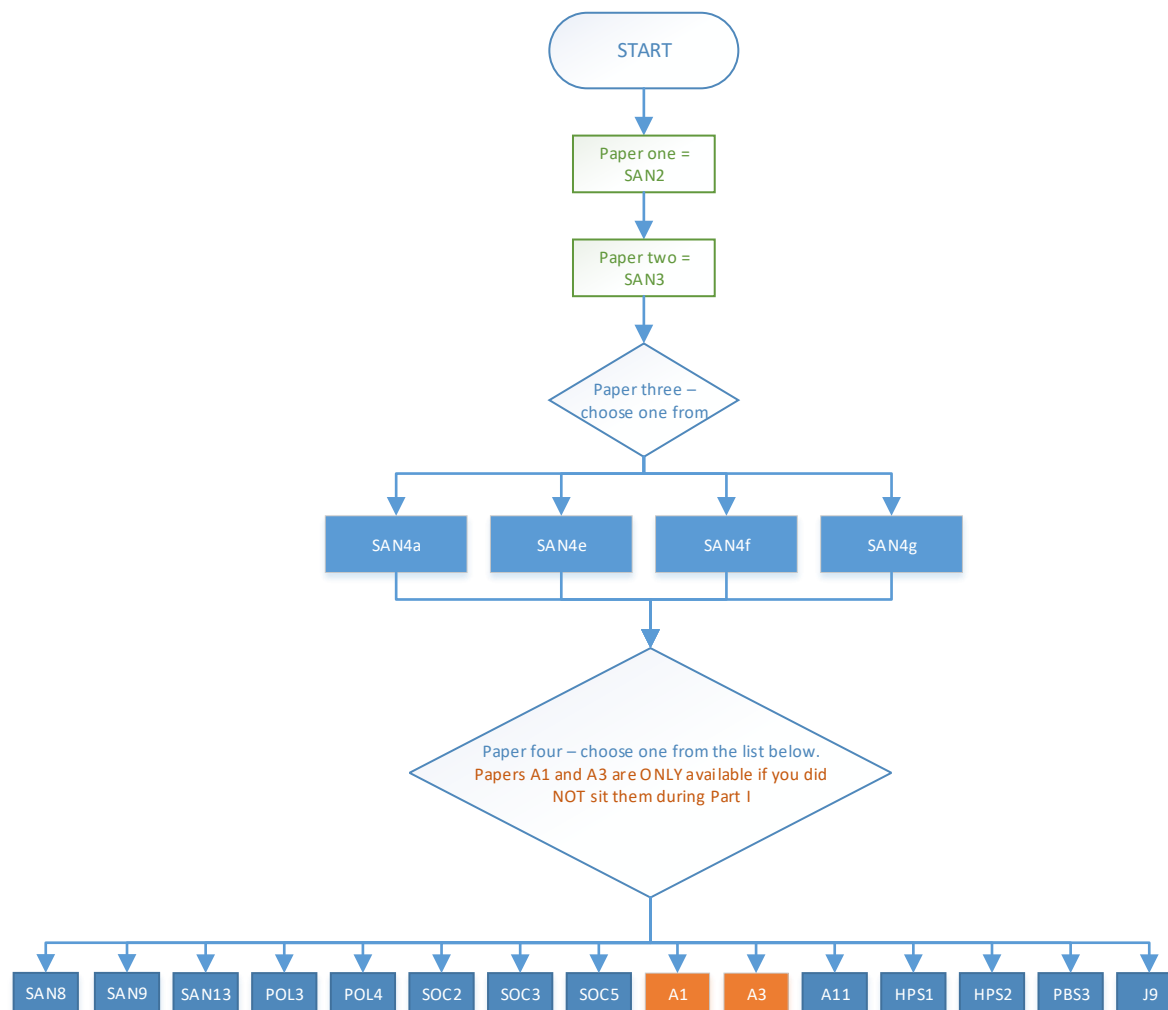 START
Paper one =
SAN2
Paper two =
SAN3
Paper three –
choose one from
SAN4a
SAN4e
SAN4f
SAN4g
Paper four – choose one from the list below.
Papers A1 and A3 are ONLY available if you did
NOT sit them during Part I
SAN8
SAN9
SAN13
POL3
POL4
SOC2
SOC3
SOC5
A1
A3
A11
HPS1
HPS2
PBS3
J9